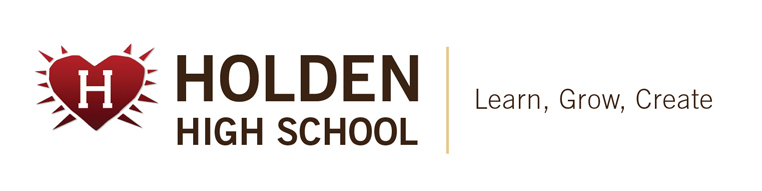 H
HOLDEN
HIGH SCHOOL
Learn, Grow, Create